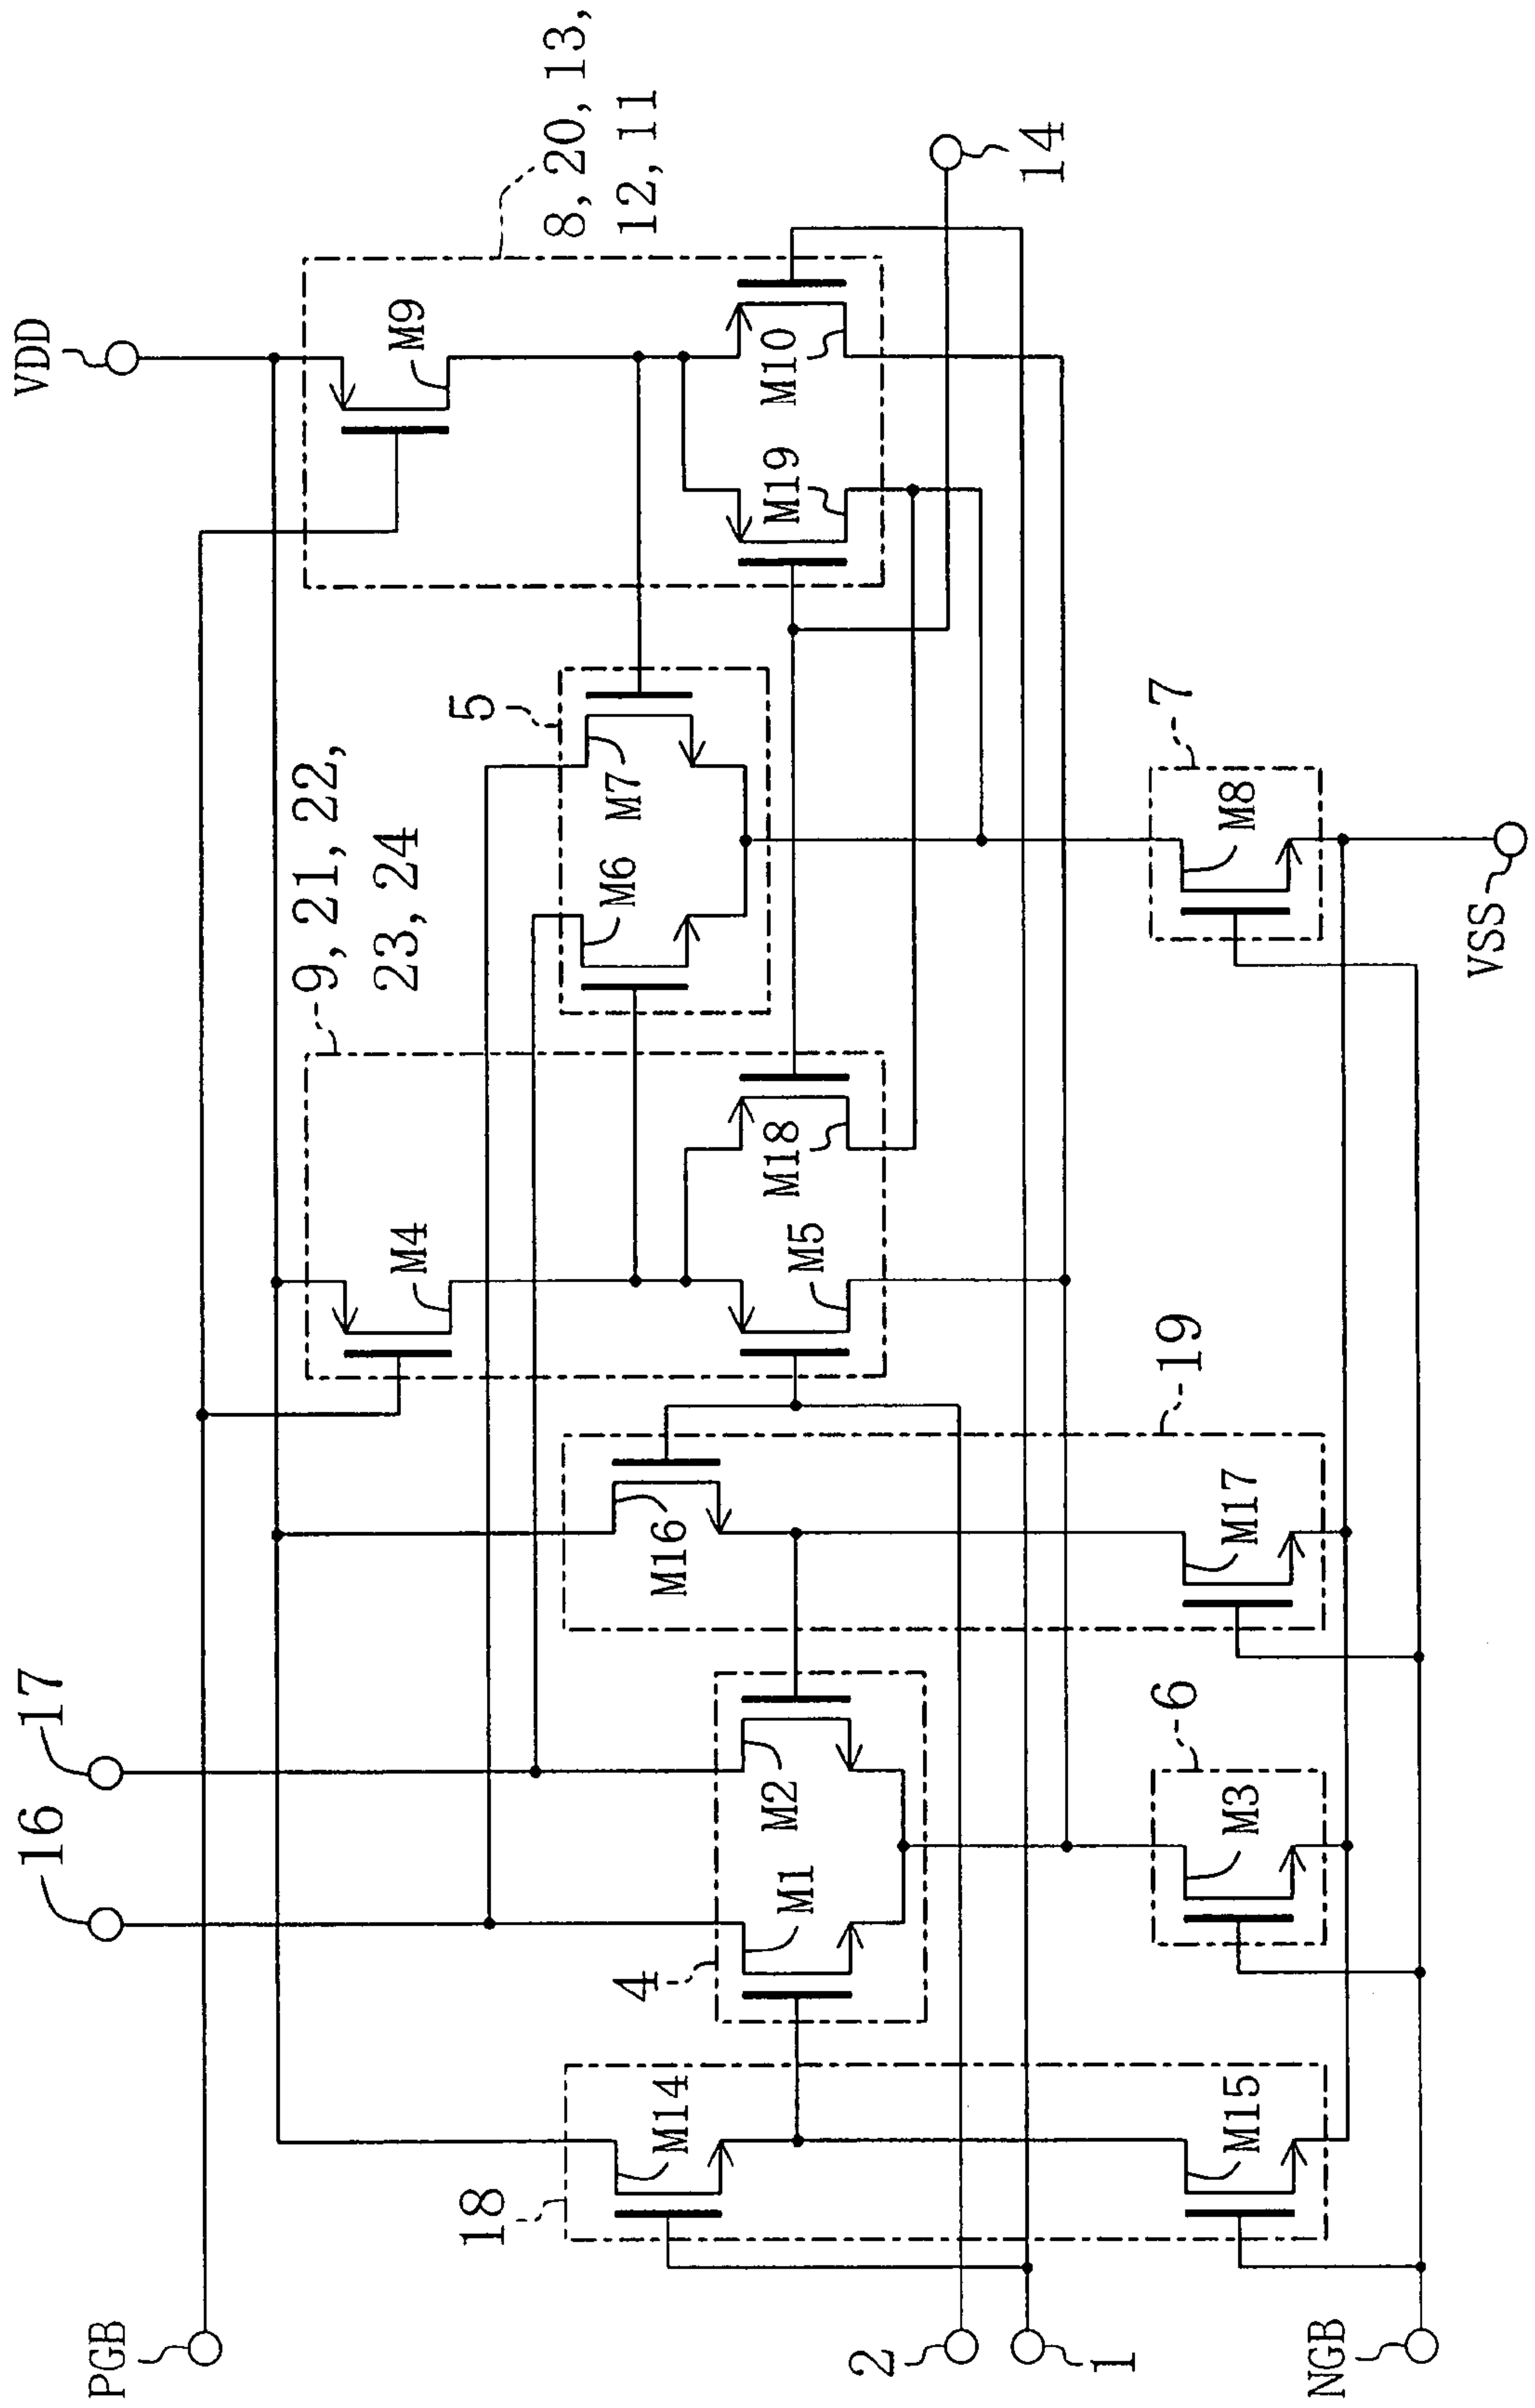 VDD
8, 20, 13,
12, 11
14
M9
M10
M19
5
M7
M6
7
M8
VSS
9, 21, 22,
23, 24
M4
M18
M5
19
M16
M17
17
16
M2
M1
4
6
M3
18
M14
M15
PGB
2
1
NGB